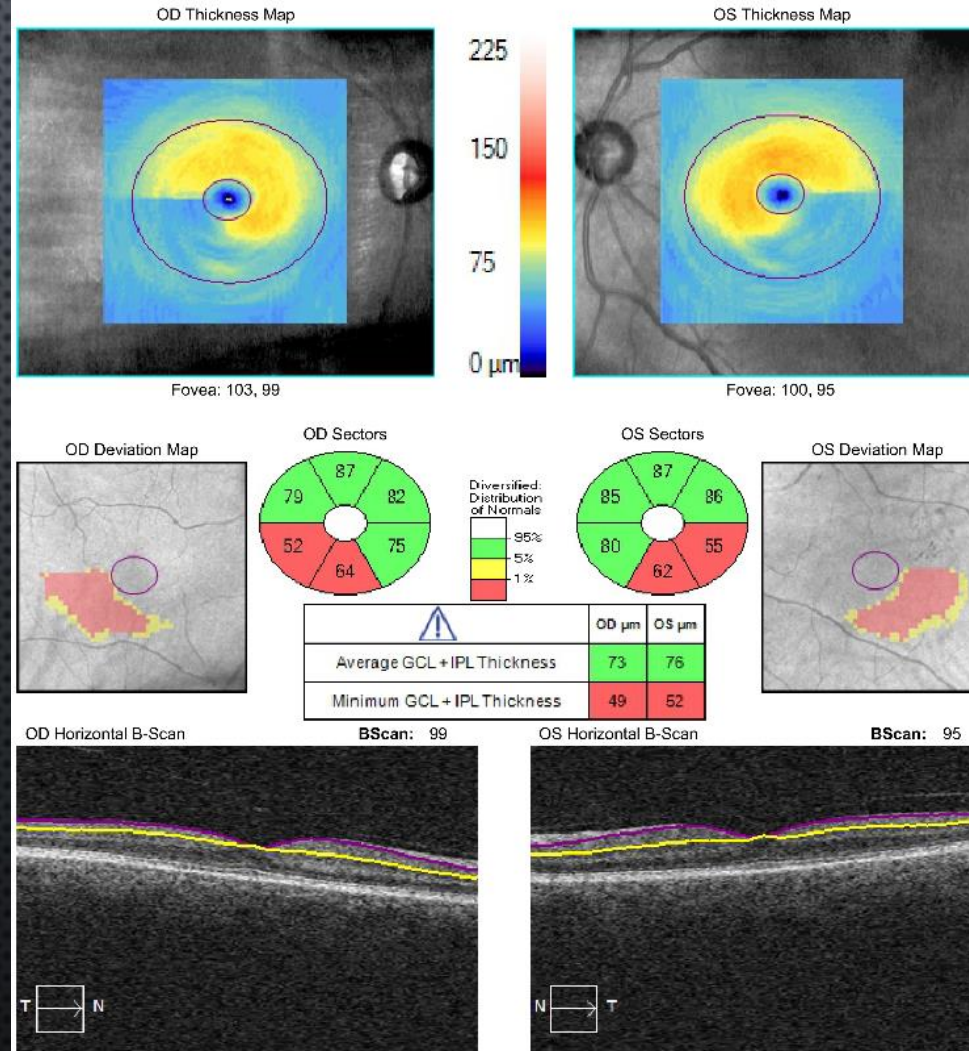 OD Thickness Map
OS Thickness Map
225
150
75
0 µm
Fovea: 103, 99
Fovea: 100, 95
OD Deviation Map
OD Sectors
OS Sectors
OS Deviation Map
87
79
82
52
75
64
Diversified:
Distribution
of Normals
95%
5%
1%
87
85
86
80
55
62
OD µm OS µm
Average GCL + IPL Thickness 73 76
Minimum GCL + IPL Thickness 49 52
OD Horizontal B-Scan BScan: 99
OS Horizontal B-Scan BScan: 95
T N
N T